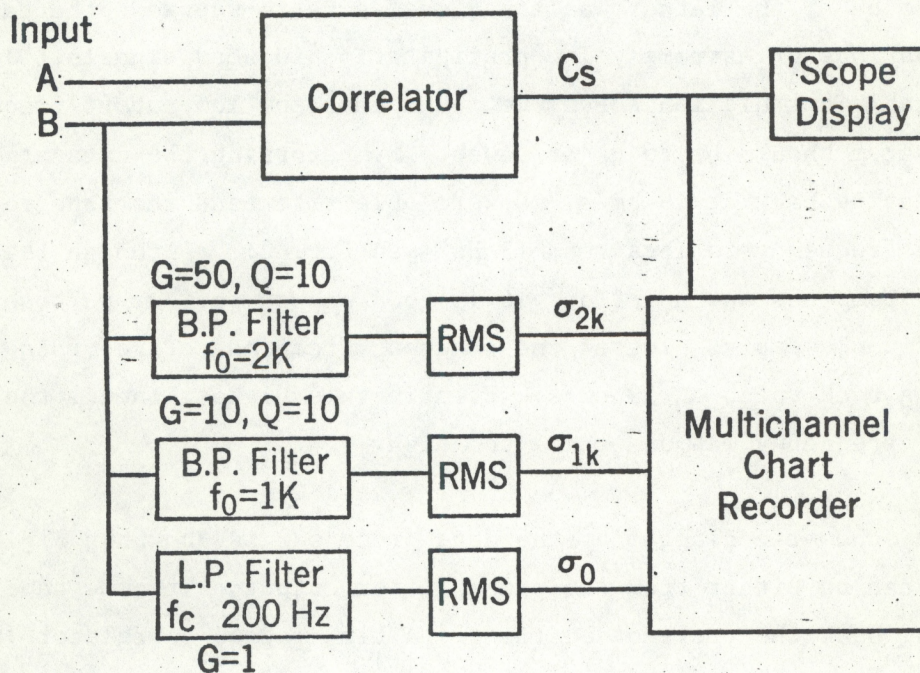 Input
A
B
Correlator
Cs
'Scope
Display
G=50, Q=10
B.P. Filter
f0=2K
RMS
σ2k
G=10, Q=10
B.P. Filter
f0=1K
RMS
σ1k
Multichannel
Chart
Recorder
L.P. Filter
fc 200 Hz
G=1
RMS
σ0